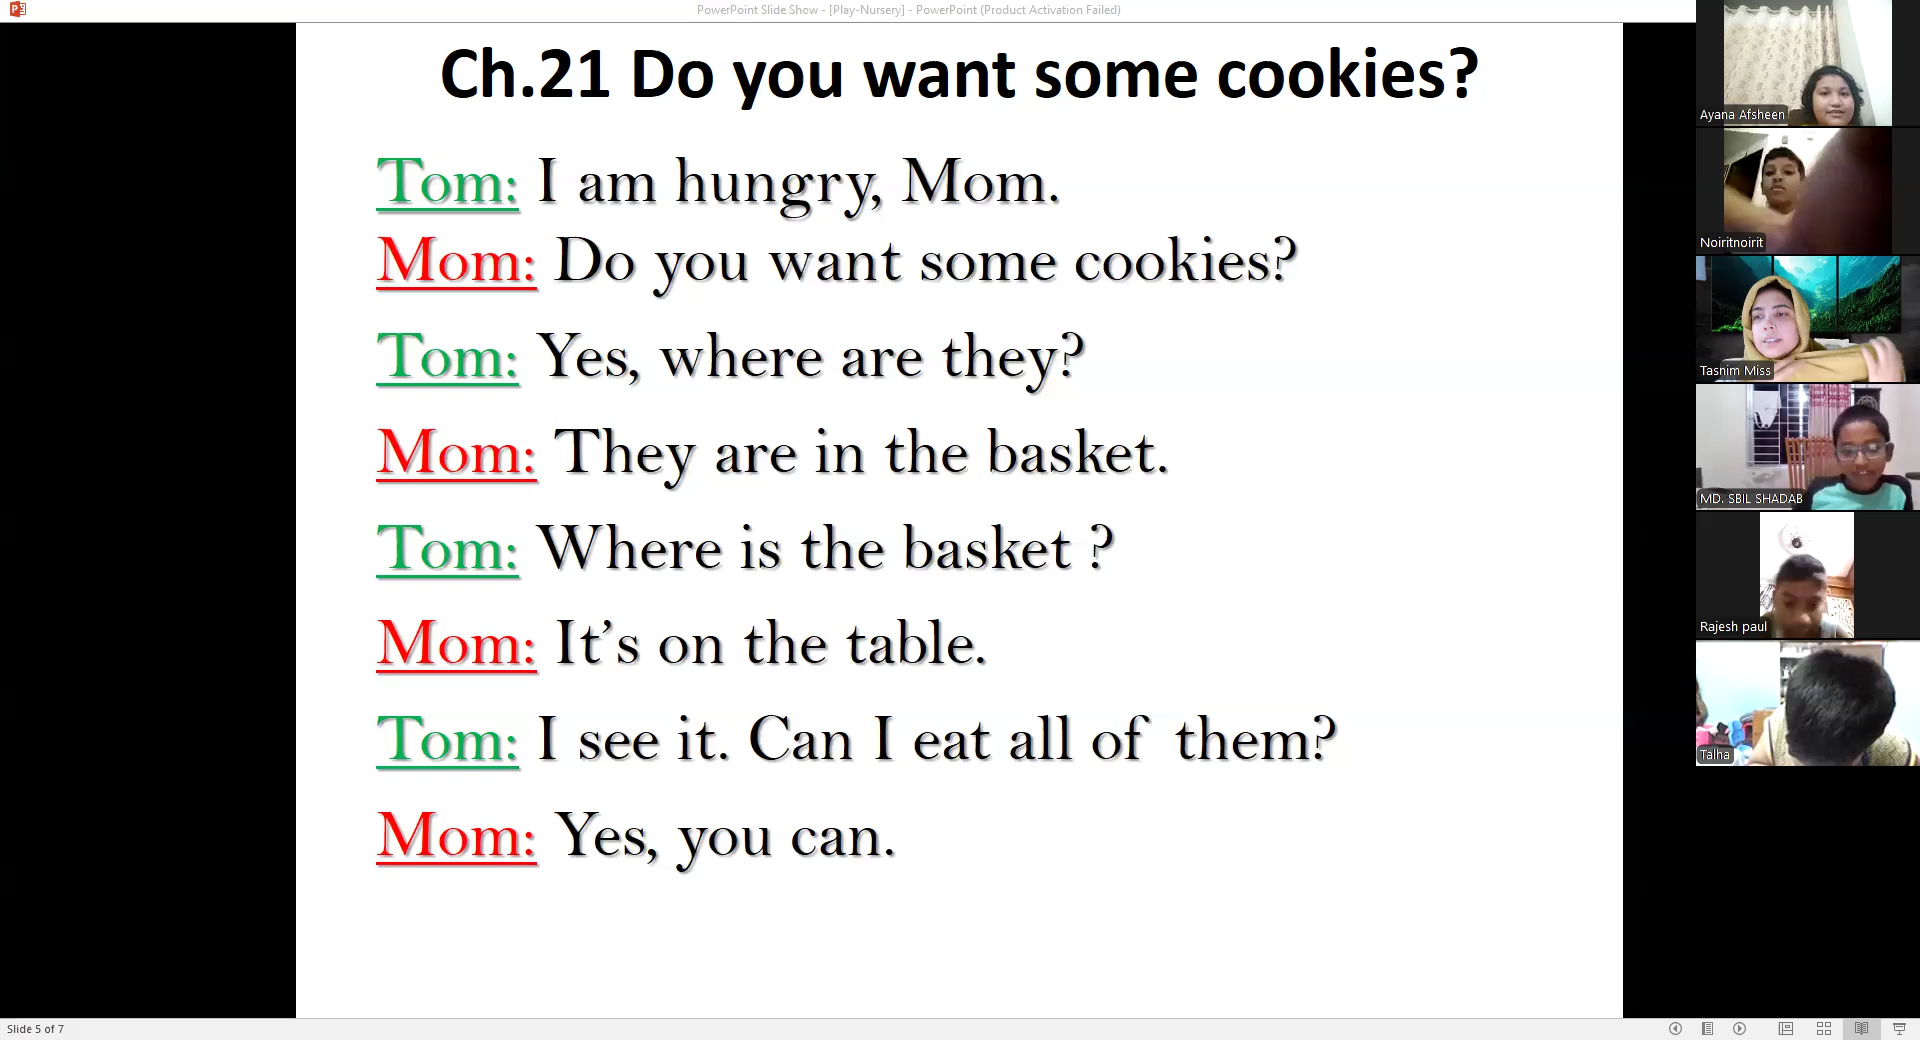 PowerPoint Slide Show - [Play-Nursery] - PowerPoint (Product Activation Failed)
Ch.21 Do you want some cookies?
Tom: I am hungry, Mom.
Mom: Do you want some cookies?
Tom: Yes, where are they?
Mom: They are in the basket.
Tom: Where is the basket ?
Mom: It’s on the table.
Tom: I see it. Can I eat all of them?
Mom: Yes, you can.
Ayana Afsheen
Noiritnoirit
Tasnim Miss
MD. SBIL SHADAB
Rajesh paul
Talha
Slide 5 of 7